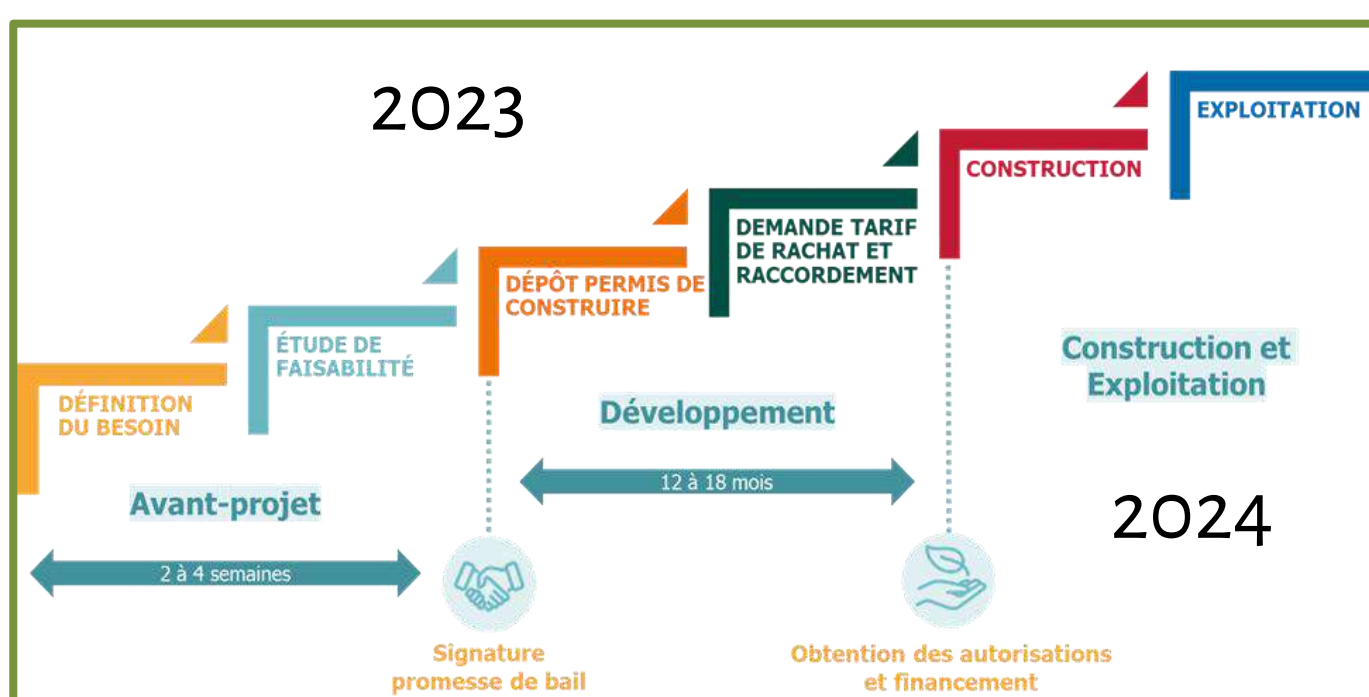 2023
EXPLOITATION
CONSTRUCTION
DEMANDE TARIF
DE RACHAT ET
RACCORDEMENT
DÉPÔT PERMIS DE
CONSTRUIRE
ÉTUDE DE
FAISABILITÉ
DÉFINITION
DU BESOIN
Construction et
Exploitation
Développement
12 à 18 mois
Avant-projet
2024
2 à 4 semaines
Signature
promesse de bail
Obtention des autorisations
et financement